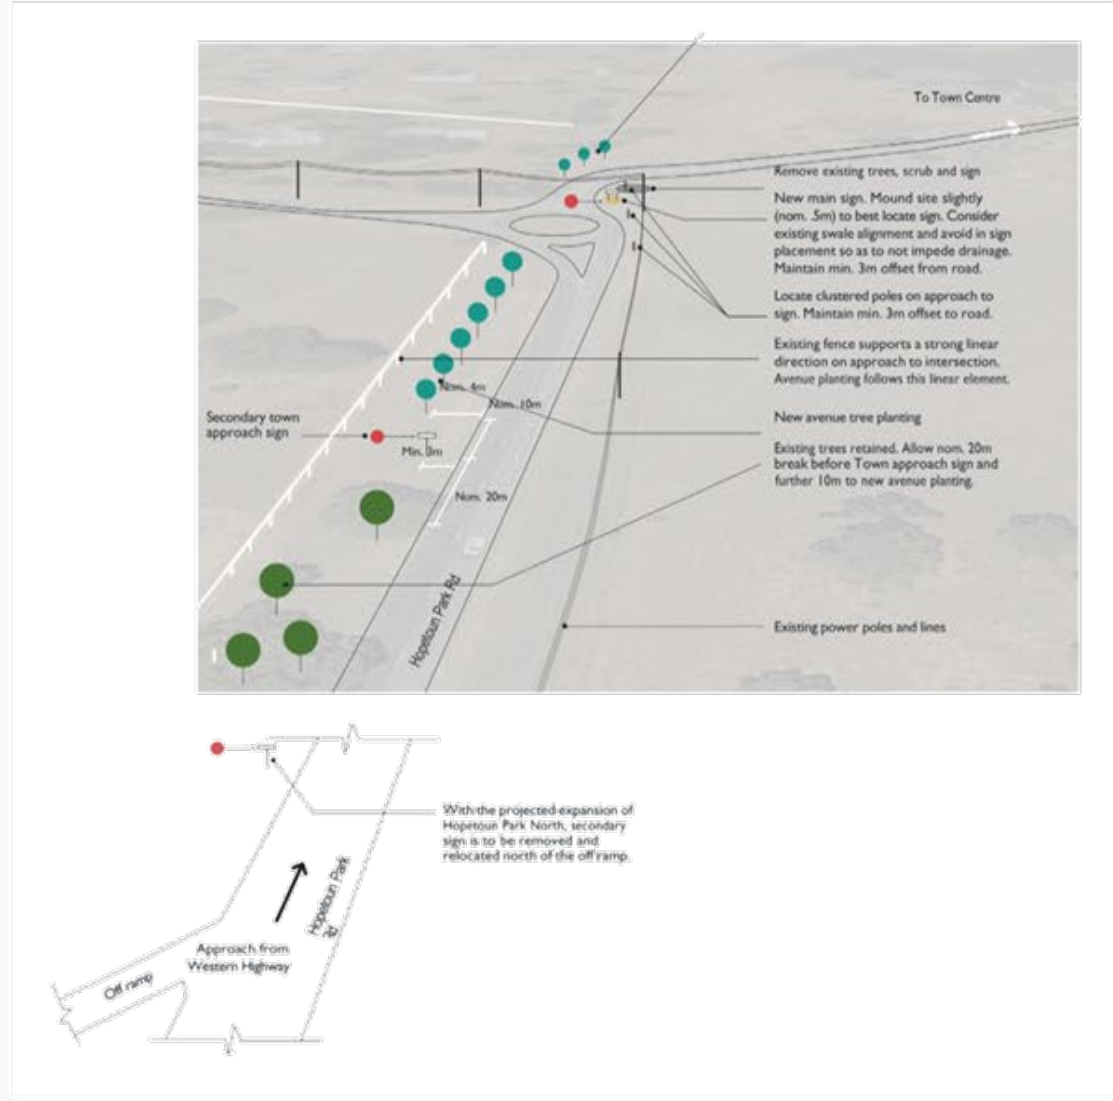 To Town Centre
Remove existing trees, scrub and sign
New main sign. Mound site slightly
(nom. .5m) to best locate sign. Consider
existing swale alignment and avoid in sign
placement so as to not impede drainage.
Maintain min. 3m offset from road.
Locate clustered poles on approach to
sign. Maintain min. 3m offset to road.
Existing fence supports a strong linear
direction on approach to intersection.
Avenue planting follows this linear element.
Nom. 4m
Nom. 10m
Secondary town
approach sign
New avenue tree planting
Min. 3m
Existing trees retained. Allow nom. 20m
break before Town approach sign and
further 10m to new avenue planting.
Nom. 20m
Hopetoun Park Rd
Existing power poles and lines
With the projected expansion of
Hopetoun Park North, secondary
sign is to be removed and
relocated north of the off ramp.
Hopetoun Park
Rd
Approach from
Western Highway
Off ramp